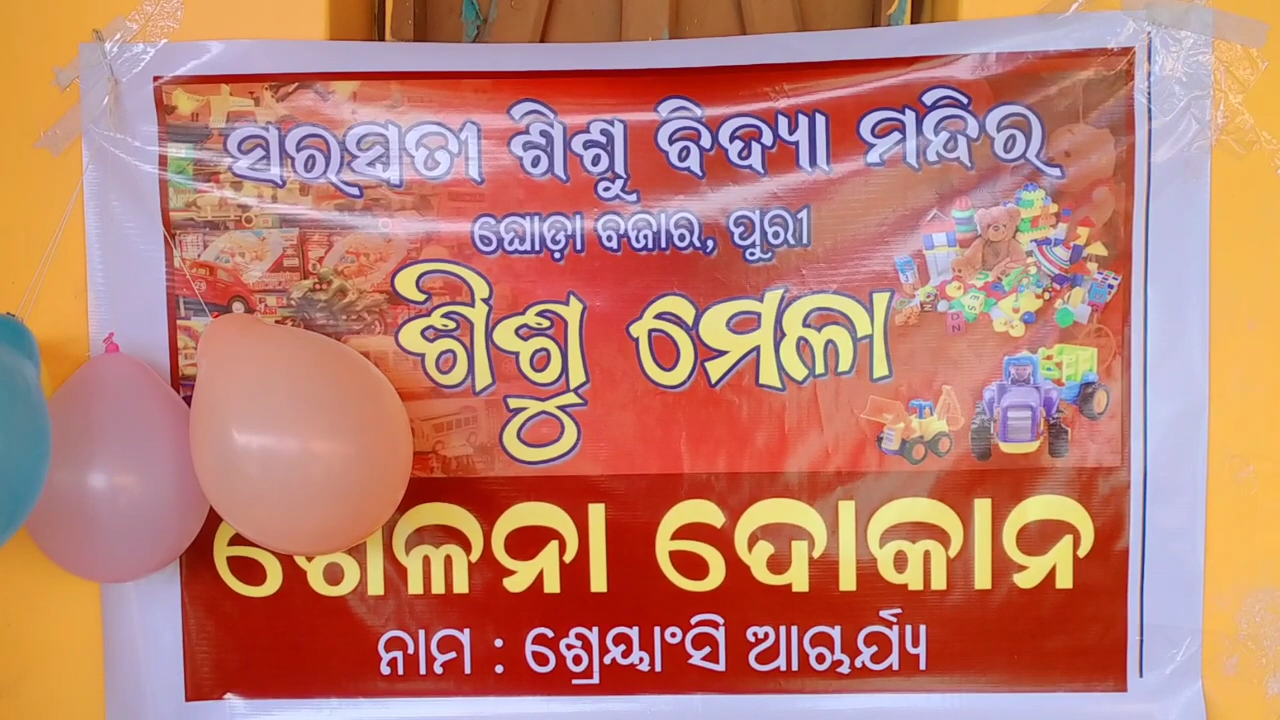 ସରସ୍ୱତୀ ଶିଶୁ ବିଦ୍ୟା ମନ୍ଦିର
ଘୋଡ଼ା ବଜାର, ପୁରୀ
ଶିଶୁ ମେଳା
ଖେଳନା ଦୋକାନ
ନାମ : ଶ୍ରେୟାଂସି ଆଚାର୍ଯ୍ୟ